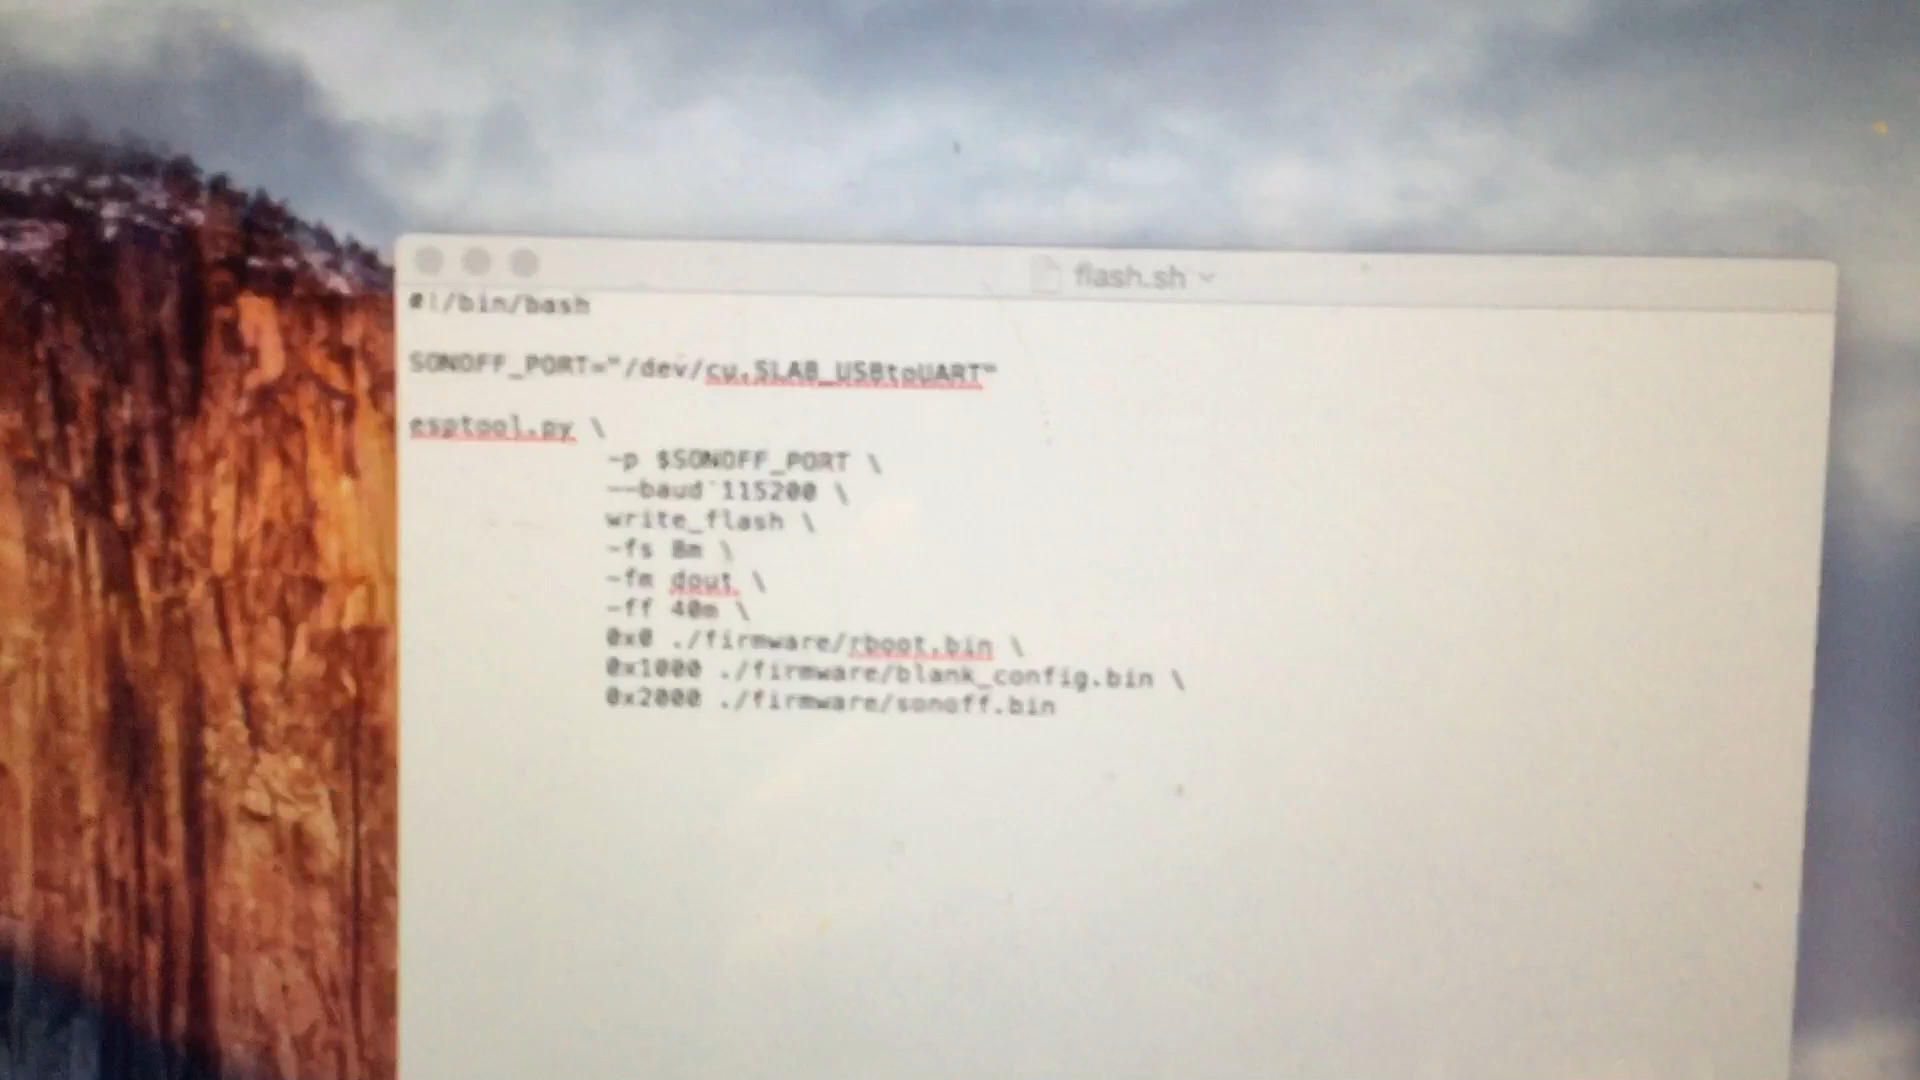 flash.sh
#!/bin/bash
SONOFF_PORT="/dev/cu.SLAB_USBtoUART"
esptool.py \
-p $SONOFF_PORT \
--baud 115200 \
write_flash \
-fs 8m \
-fm dout \
-ff 40m \
0x0 ./firmware/rboot.bin \
0x1000 ./firmware/blank_config.bin \
0x2000 ./firmware/sonoff.bin